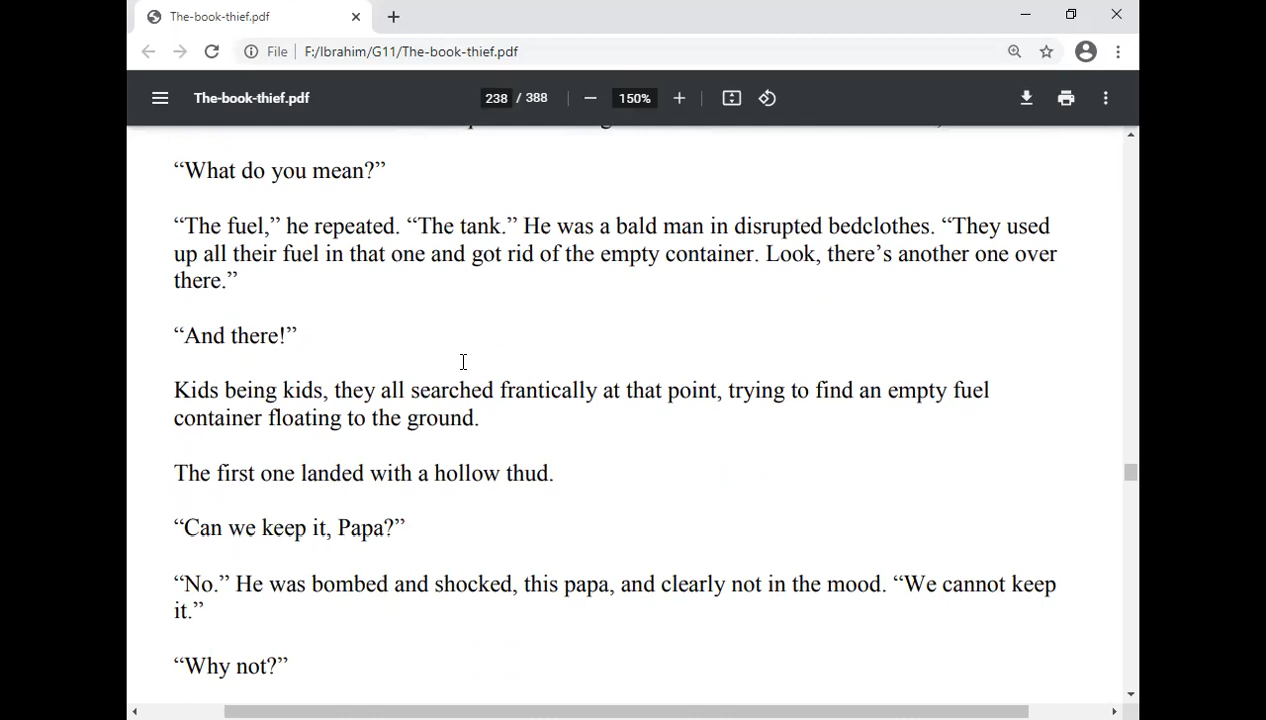 The-book-thief.pdf
File
F:/Ibrahim/G11/The-book-thief.pdf
The-book-thief.pdf
238 / 388
150%
“What do you mean?”
“The fuel,” he repeated. “The tank.” He was a bald man in disrupted bedclothes. “They used
up all their fuel in that one and got rid of the empty container. Look, there’s another one over
there.”
“And there!”
Kids being kids, they all searched frantically at that point, trying to find an empty fuel
container floating to the ground.
The first one landed with a hollow thud.
“Can we keep it, Papa?”
“No.” He was bombed and shocked, this papa, and clearly not in the mood. “We cannot keep
it.”
“Why not?”